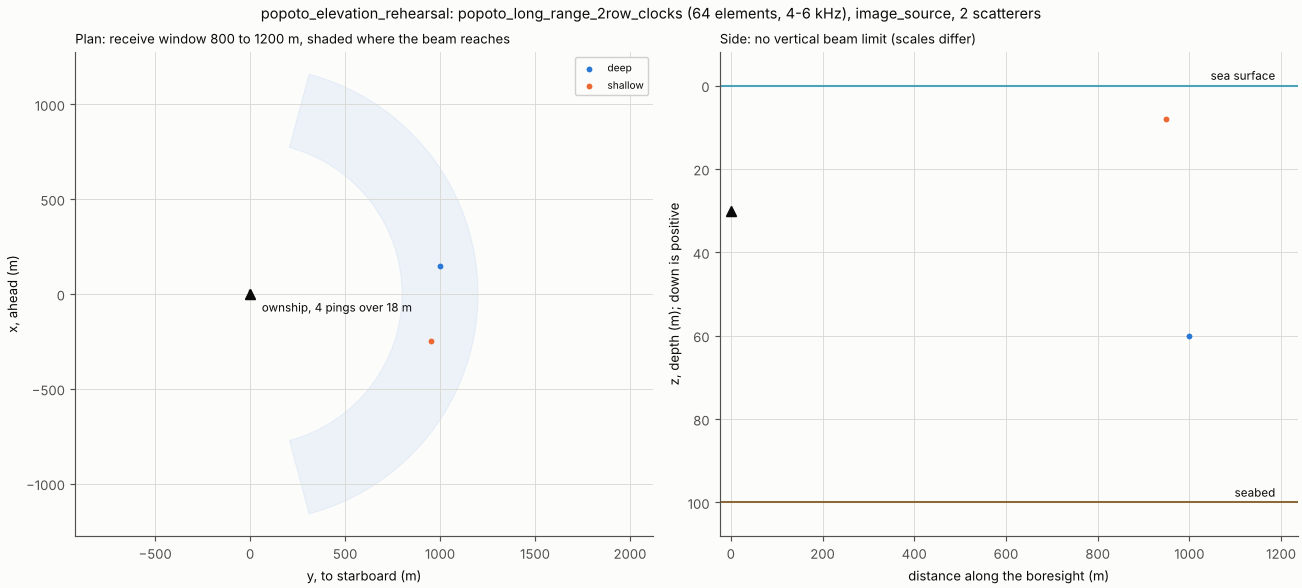 popoto_elevation_rehearsal: popoto_long_range_2row_clocks (64 elements, 4-6 kHz), image_source, 2 scatterers
Plan: receive window 800 to 1200 m, shaded where the beam reaches
deep
shallow
1000
500
0
−500
−1000
x, ahead (m)
ownship, 4 pings over 18 m
−500
0
500
1000
1500
2000
y, to starboard (m)
Side: no vertical beam limit (scales differ)
sea surface
0
20
40
60
80
100
z, depth (m); down is positive
seabed
0
200
400
600
800
1000
1200
distance along the boresight (m)